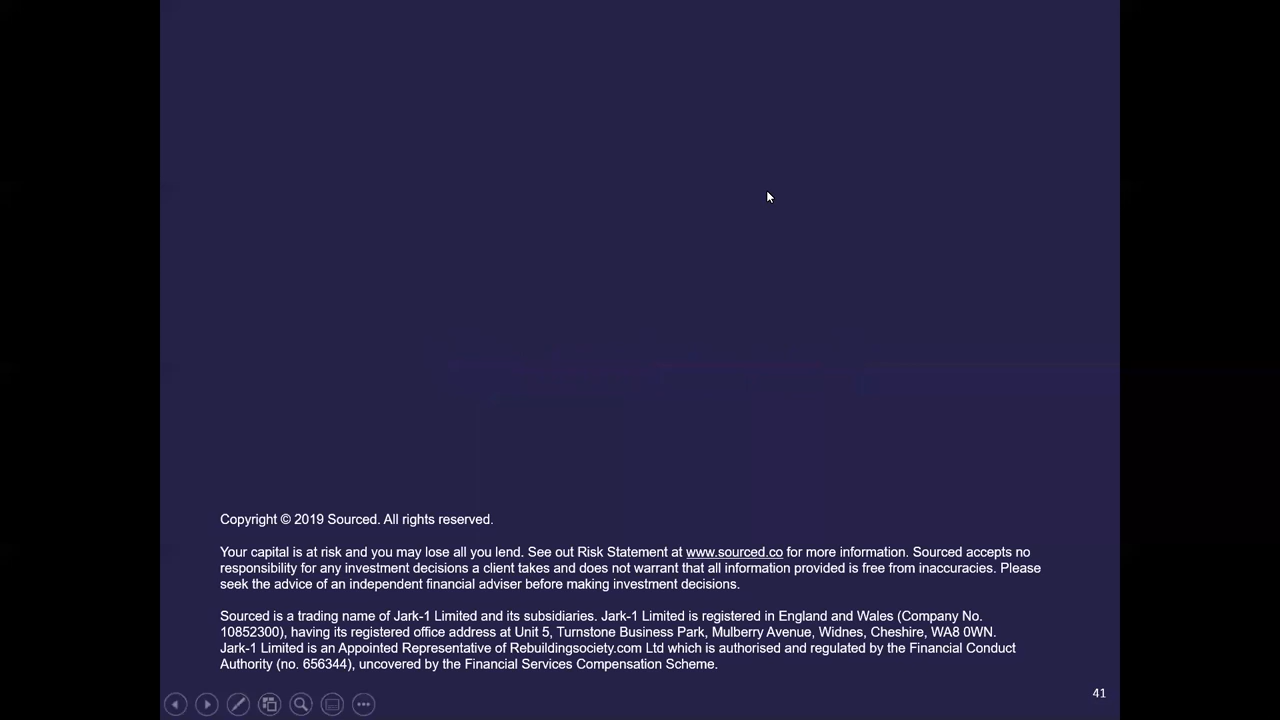 Copyright © 2019 Sourced. All rights reserved.
Your capital is at risk and you may lose all you lend. See out Risk Statement at www.sourced.co for more information. Sourced accepts no
responsibility for any investment decisions a client takes and does not warrant that all information provided is free from inaccuracies. Please
seek the advice of an independent financial adviser before making investment decisions.
Sourced is a trading name of Jark-1 Limited and its subsidiaries. Jark-1 Limited is registered in England and Wales (Company No.
10852300), having its registered office address at Unit 5, Turnstone Business Park, Mulberry Avenue, Widnes, Cheshire, WA8 0WN.
Jark-1 Limited is an Appointed Representative of Rebuildingsociety.com Ltd which is authorised and regulated by the Financial Conduct
Authority (no. 656344), uncovered by the Financial Services Compensation Scheme.
41